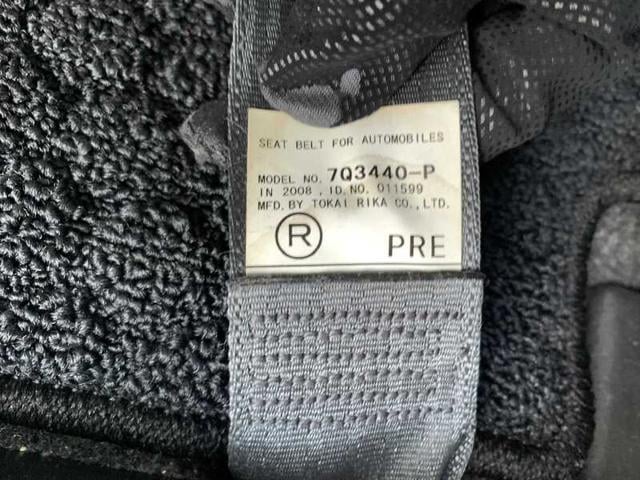 SEAT BELT FOR AUTOMOBILES
MODEL NO. 7Q3440-P
IN 2008 , ID.NO. 011599
MFD.BY TOKAI RIKA CO.,LTD.
R PRE